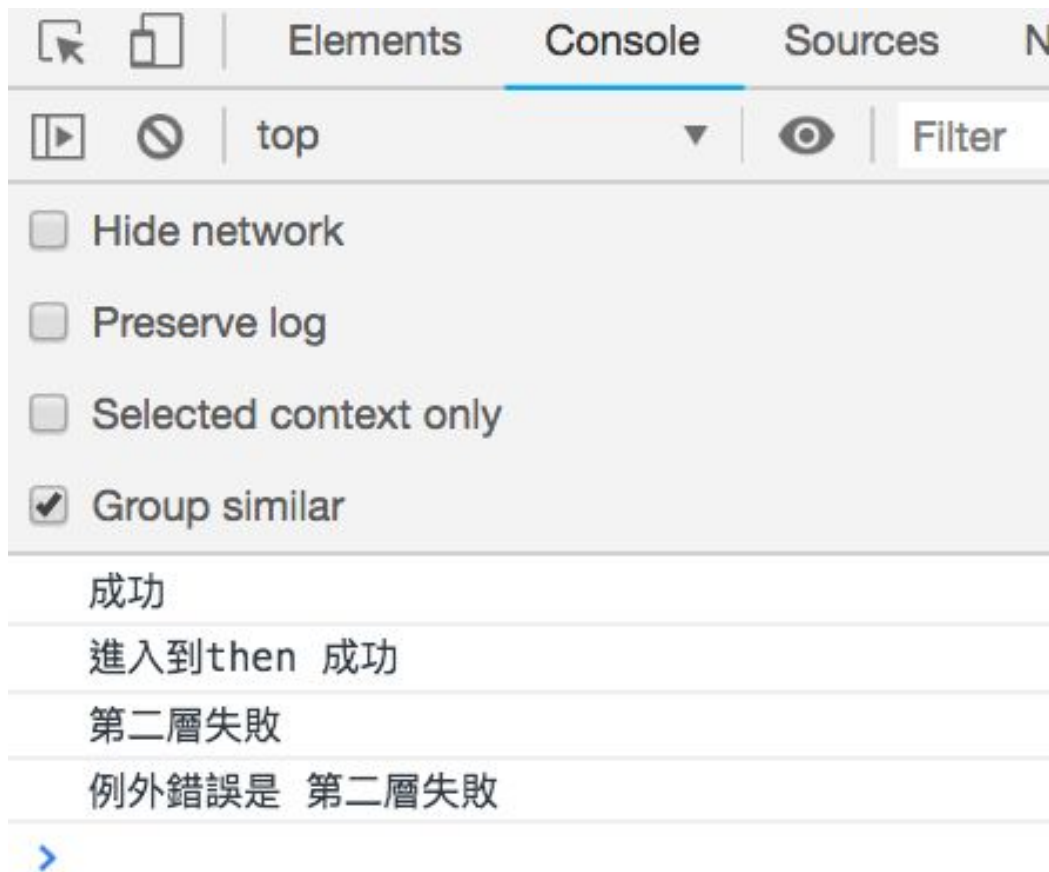 Elements Console Sources N
top Filter
Hide network
Preserve log
Selected context only
Group similar
成功
進入到then 成功
第二層失敗
例外錯誤是 第二層失敗